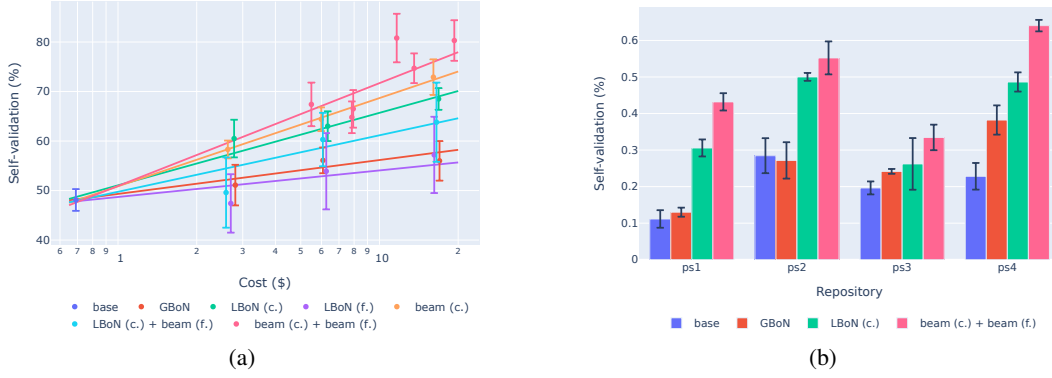 80
70
60
50
40
Self-validation (%)
6 7 8 9 1 2 3 4 5 6 7 8 9 10 2
Cost ($)
base GBoN LBoN (c.) LBoN (f.) beam (c.)
LBoN (c.) + beam (f.) beam (c.) + beam (f.)
(a)
0.6
0.5
0.4
0.3
0.2
0.1
0
Self-validation (%)
ps1 ps2 ps3 ps4
Repository
base GBoN LBoN (c.) beam (c.) + beam (f.)
(b)